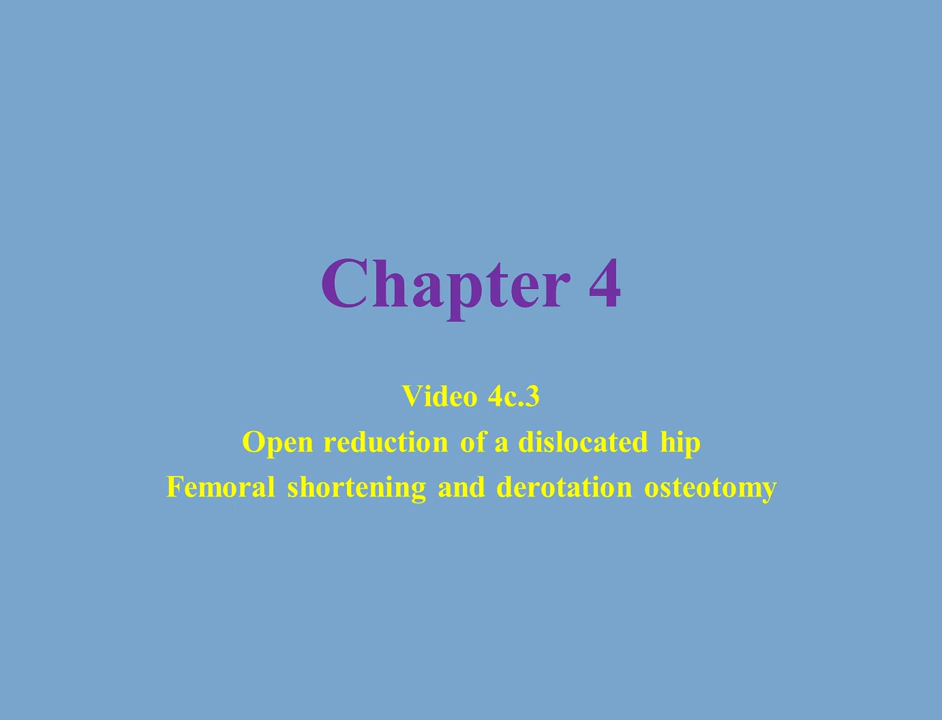 Chapter 4
Video 4c.3
Open reduction of a dislocated hip
Femoral shortening and derotation osteotomy